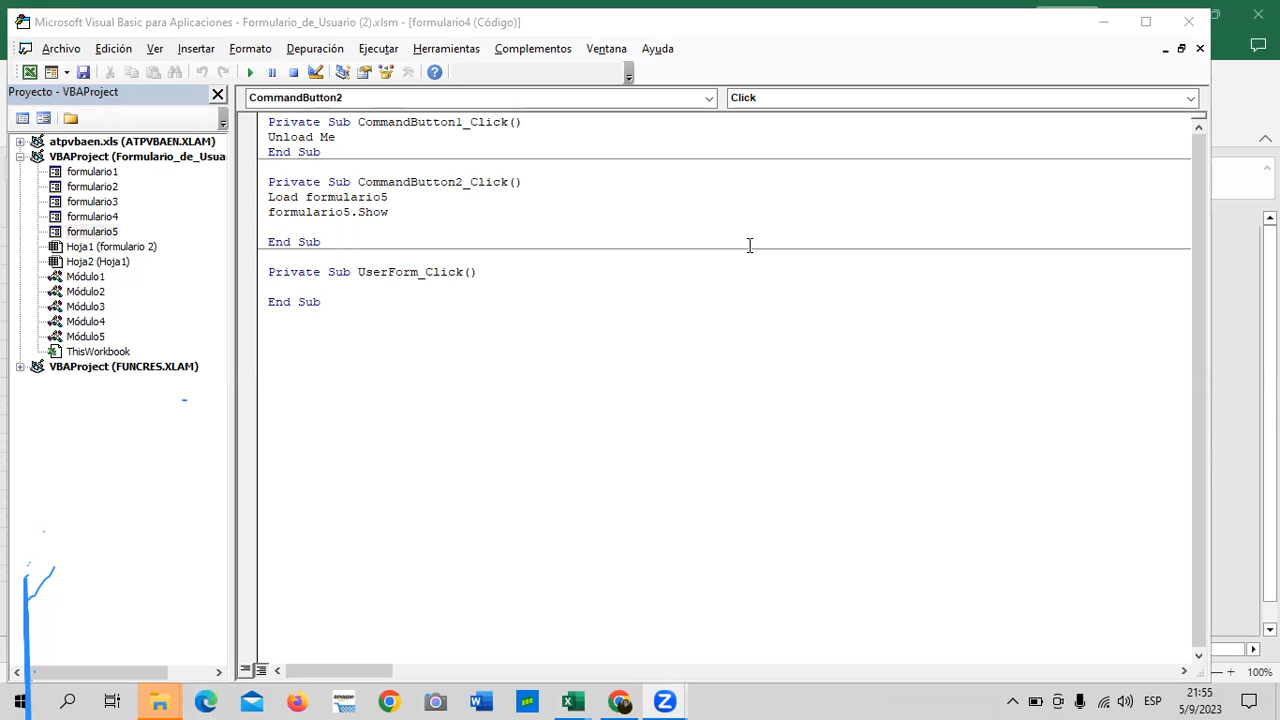 Microsoft Visual Basic para Aplicaciones - Formulario_de_Usuario (2).xlsm - [formulario4 (Código)]
Archivo Edición Ver Insertar Formato Depuración Ejecutar Herramientas Complementos Ventana Ayuda
Proyecto - VBAProject
CommandButton2
Click
atpvbaen.xls (ATPVBAEN.XLAM)
VBAProject (Formulario_de_Usua
formulario1
formulario2
formulario3
formulario4
formulario5
Hoja1 (formulario 2)
Hoja2 (Hoja1)
Módulo1
Módulo2
Módulo3
Módulo4
Módulo5
ThisWorkbook
VBAProject (FUNCRES.XLAM)
Private Sub CommandButton1_Click()
Unload Me
End Sub
Private Sub CommandButton2_Click()
Load formulario5
formulario5.Show
End Sub
Private Sub UserForm_Click()
End Sub
100%
ESP
21:55
5/9/2023